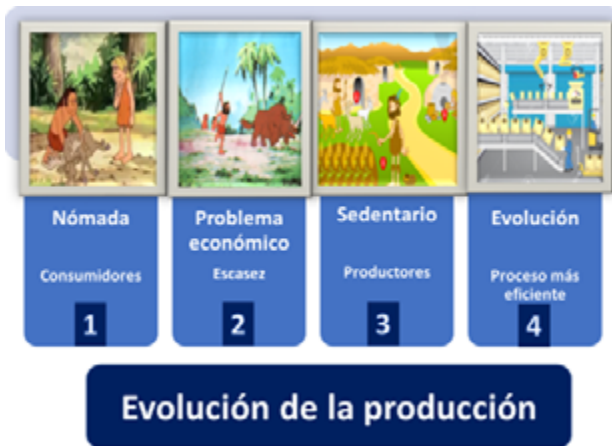 Nómada
Consumidores
1
Problema
económico
Escasez
2
Sedentario
Productores
3
Evolución
Proceso más
eficiente
4
Evolución de la producción